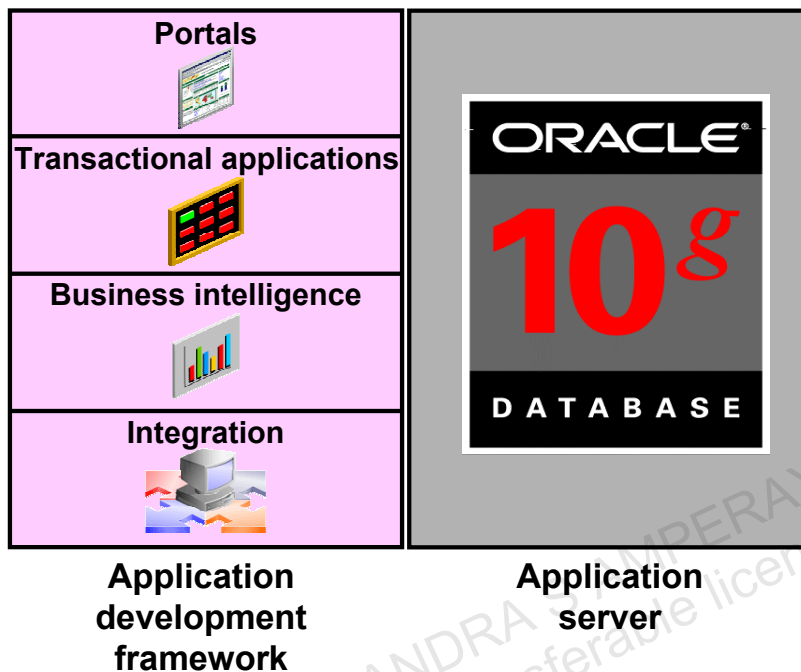 Portals
Transactional applications
Business intelligence
Integration
ORACLE®
10g
DATABASE
Application
development
framework
Application
server